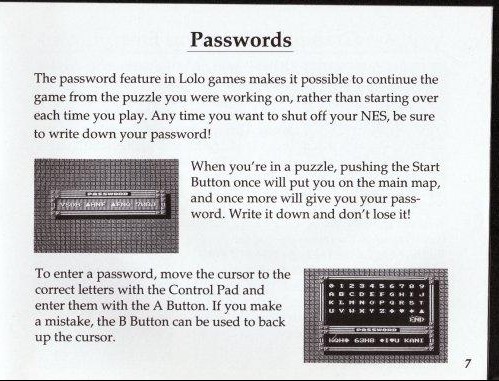 Passwords
The password feature in Lolo games makes it possible to continue the
game from the puzzle you were working on, rather than starting over
each time you play. Any time you want to shut off your NES, be sure
to write down your password!
When you're in a puzzle, pushing the Start
Button once will put you on the main map,
and once more will give you your pass-
word. Write it down and don't lose it!
PASSWORD
To enter a password, move the cursor to the
correct letters with the Control Pad and
enter them with the A Button. If you make
a mistake, the B Button can be used to back
up the cursor.
0 1 2 3 4 5 6 7 8 9
A B C D E F G H I J
K L M N O P Q R S T
U V W X Y Z
END
PASSWORD
7